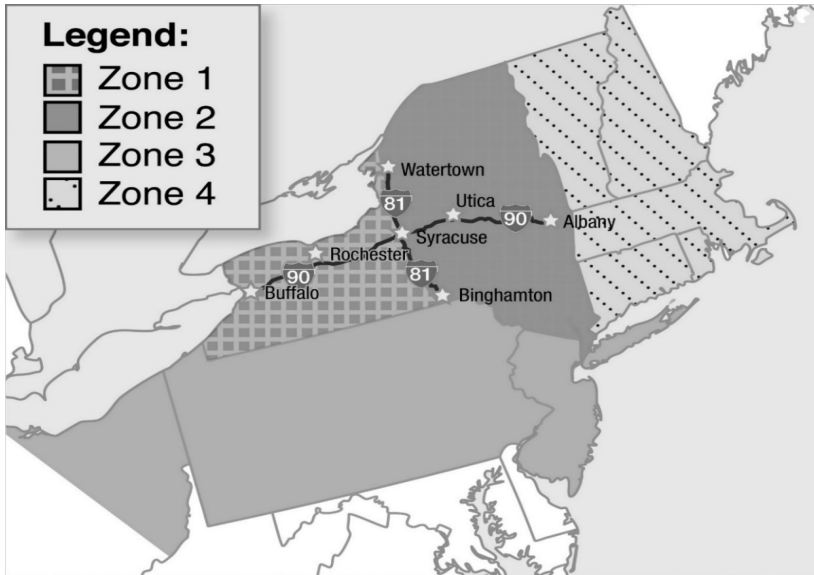 Legend:
Zone 1
Zone 2
Zone 3
Zone 4
Watertown
81
Utica
90
Albany
Syracuse
Rochester
90
81
Buffalo
Binghamton